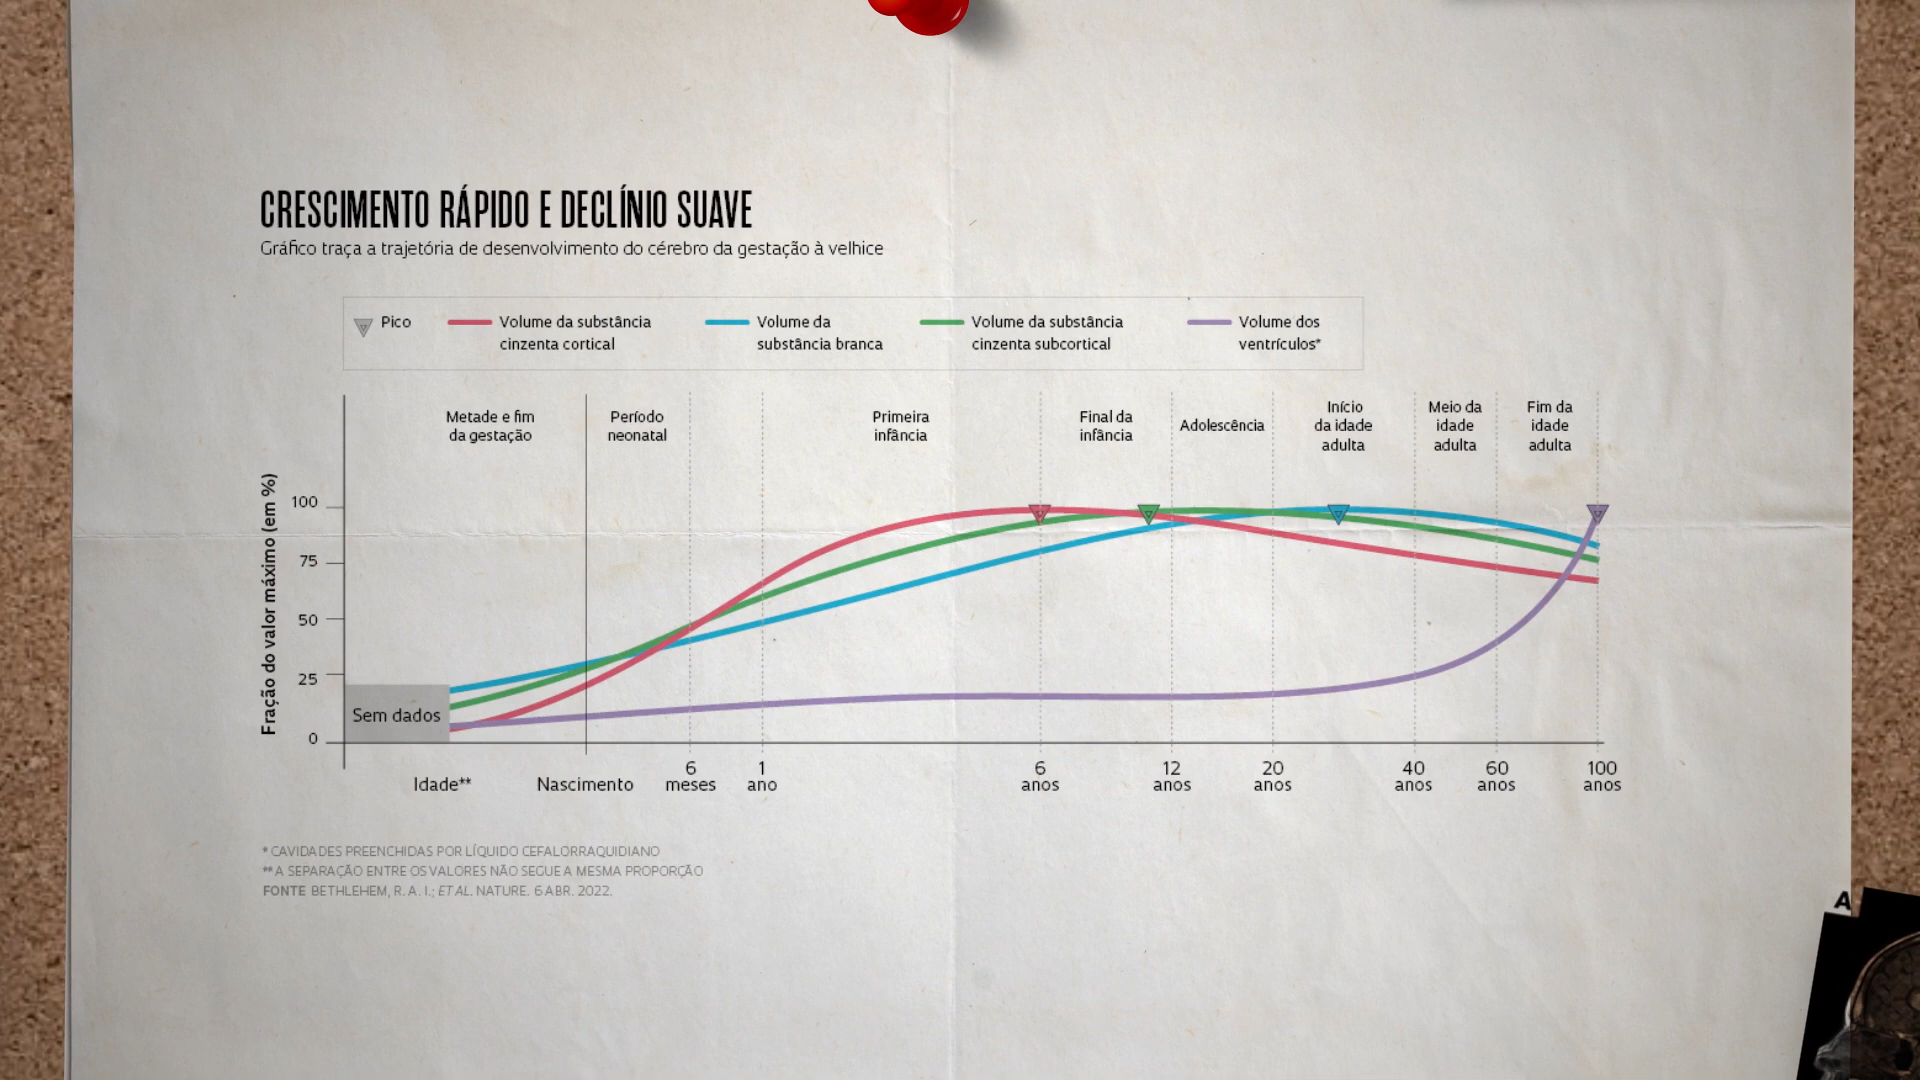 CRESCIMENTO RÁPIDO E DECLÍNIO SUAVE
Gráfico traça a trajetória de desenvolvimento do cérebro da gestação à velhice
Pico
Volume da substância
cinzenta cortical
Volume da
substância branca
Volume da substância
cinzenta subcortical
Volume dos
ventrículos*
Metade e fim
da gestação
Período
neonatal
Primeira
infância
Final da
infância
Adolescência
Início
da idade
adulta
Meio da
idade
adulta
Fim da
idade
adulta
Fração do valor máximo (em %)
100
75
50
25
0
Sem dados
Idade**
Nascimento
6
meses
1
ano
6
anos
12
anos
20
anos
40
anos
60
anos
100
anos
* CAVIDADES PREENCHIDAS POR LÍQUIDO CEFALORRAQUIDIANO
** A SEPARAÇÃO ENTRE OS VALORES NÃO SEGUE A MESMA PROPORÇÃO
FONTE BETHLEHEM, R. A. I.; ET AL. NATURE. 6 ABR. 2022.
A